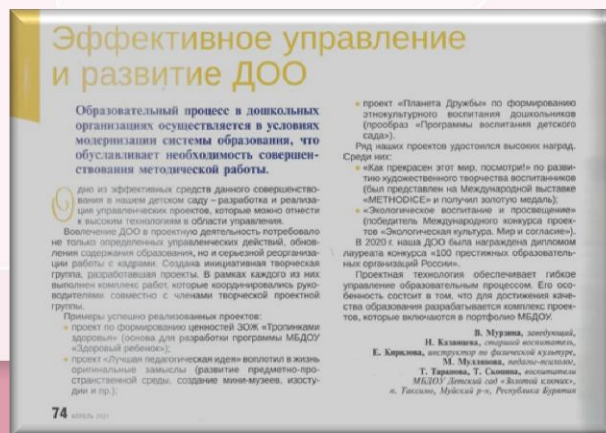 Эффективное управление
и развитие ДОО
Образовательный процесс в дошкольных
организациях осуществляется в условиях
модернизации системы образования, что
обуславливает необходимость совершен-
ствования методической работы.
Одно из эффективных средств данного совершенство-
вания в нашем детском саду – разработка и реализа-
ция управленческих проектов, которые можно отнести
к высоким технологиям в области управления.
Вовлечение ДОО в проектную деятельность потребовало
не только определенных управленческих действий, обнов-
ления содержания образования, но и серьезной реорганиза-
ции работы с кадрами. Создана инициативная творческая
группа, разработавшая проекты. В рамках каждого из них
выполнен комплекс работ, которые координировались руко-
водителями совместно с членами творческой проектной
группы.
Примеры успешно реализованных проектов:
• проект по формированию ценностей ЗОЖ «Тропинками
здоровья» (основа для разработки программы МБДОУ
«Здоровый ребенок»);
• проект «Лучшая педагогическая идея» воплотил в жизнь
оригинальные замыслы (развитие предметно-про-
странственной среды, создание мини-музеев, изосту-
дии и пр.);
• проект «Планета Дружбы» по формированию
этнокультурного воспитания дошкольников
(прообраз «Программы воспитания детского
сада»).
Ряд наших проектов удостоился высоких наград.
Среди них:
• «Как прекрасен этот мир, посмотри!» по разви-
тию художественного творчества воспитанников
(был представлен на Международной выставке
«METHODICE» и получил золотую медаль);
• «Экологическое воспитание и просвещение»
(победитель Международного конкурса проек-
тов «Экологическая культура. Мир и согласие»).
В 2020 г. наша ДОО была награждена дипломом
лауреата конкурса «100 престижных образователь-
ных организаций России».
Проектная технология обеспечивает гибкое
управление образовательным процессом. Его осо-
бенность состоит в том, что для достижения каче-
ства образования разрабатывается комплекс проек-
тов, которые включаются в портфолио МБДОУ.
В. Мурзина, заведующий,
Н. Казанцева, старший воспитатель,
Е. Кирилова, инструктор по физической культуре,
М. Муллянова, педагог-психолог,
Т. Таранова, Т. Скопина, воспитатели
МБДОУ Детский сад «Золотой ключик»,
п. Таксимо, Муйский р-н, Республика Бурятия
74 АПРЕЛЬ 2021